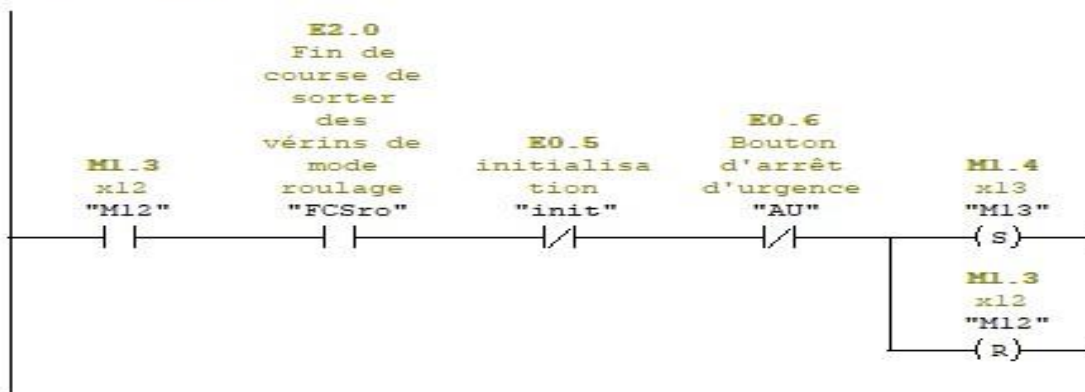 M1.3
x12
"M12"
E2.0
Fin de
course de
sorter
des
vérins de
mode
roulage
"FCSro"
E0.5
initialisa
tion
"init"
E0.6
Bouton
d'arrêt
d'urgence
"AU"
M1.4
x13
"M13"
S
M1.3
x12
"M12"
R